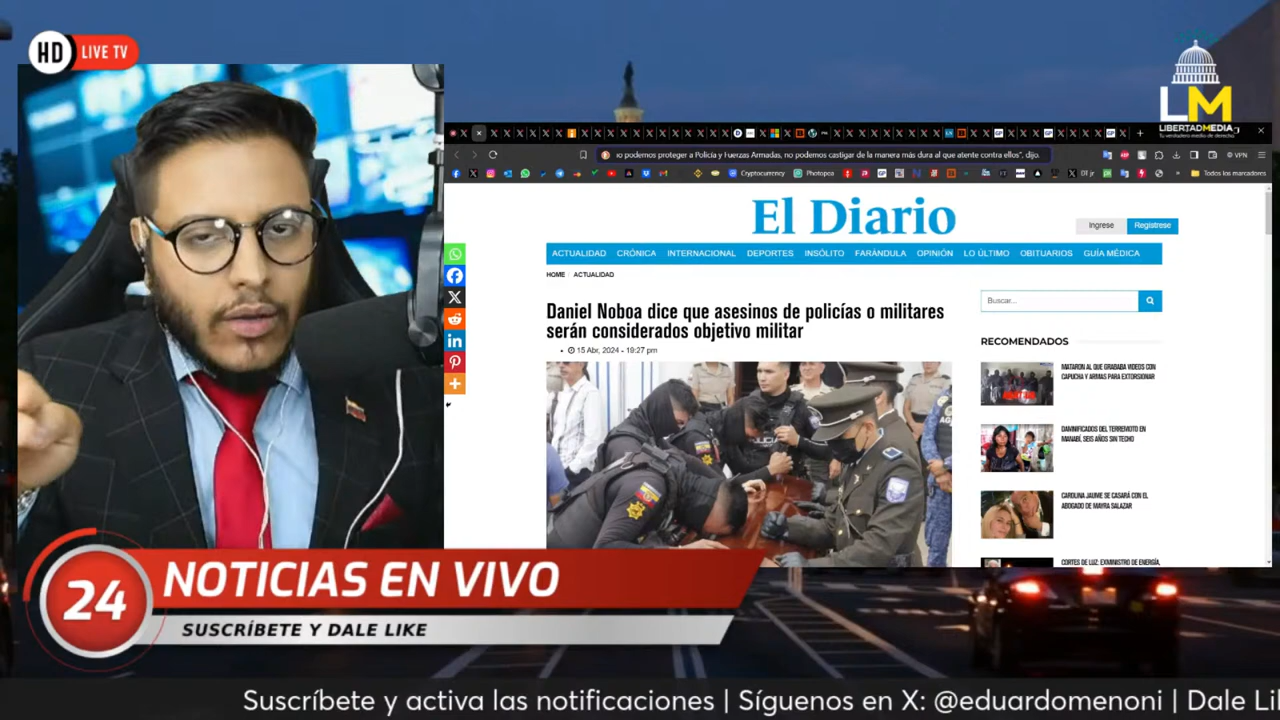 HD LIVE TV
LM
LIBERTADMEDIA
Tu verdadero medio de derecha
podemos proteger a Policía y Fuerzas Armadas, no podemos castigar de la manera más dura al que atente contra ellos", dijo.
VPN
Cryptocurrency
Photopea
Todos los marcadores
El Diario
Ingrese
Registrese
ACTUALIDAD CRÓNICA INTERNACIONAL DEPORTES INSÓLITO FARÁNDULA OPINIÓN LO ÚLTIMO OBITUARIOS GUÍA MÉDICA
HOME ACTUALIDAD
Daniel Noboa dice que asesinos de policías o militares
serán considerados objetivo militar
15 Abr, 2024 - 19:27 pm
Buscar...
RECOMENDADOS
MATARON AL QUE GRABABA VIDEOS CON
CAPUCHA Y ARMAS PARA EXTORSIONAR
DAMNIFICADOS DEL TERREMOTO EN
MANABÍ, SEIS AÑOS SIN TECHO
CAROLINA JAUME SE CASARÁ CON EL
ABOGADO DE MAYRA SALAZAR
CORTES DE LUZ. EXMINISTRO DE ENERGÍA,
24
NOTICIAS EN VIVO
SUSCRÍBETE Y DALE LIKE
Suscríbete y activa las notificaciones | Síguenos en X: @eduardomenoni | Dale Li